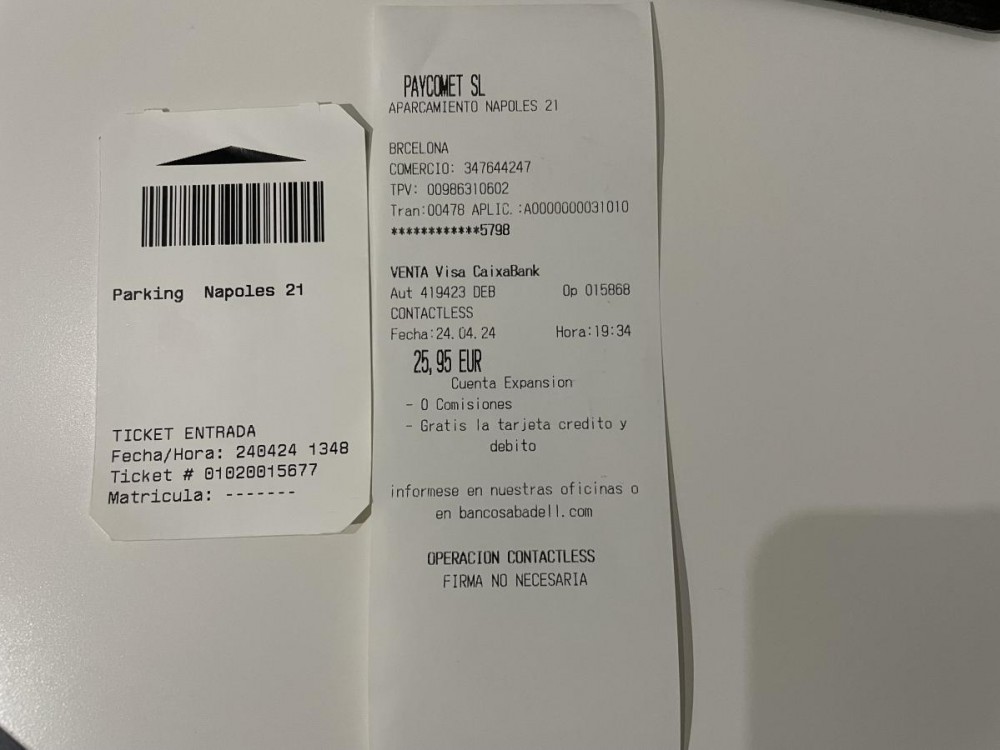 Parking Napoles 21
TICKET ENTRADA
Fecha/Hora: 240424 1348
Ticket # 01020015677
Matricula: -------
PAYCOMET SL
APARCAMIENTO NAPOLES 21
BRCELONA
COMERCIO: 347644247
TPV: 00986310602
Tran:00478 APLIC.:A0000000031010
************5798
VENTA Visa CaixaBank
Aut 419423 DEB Op 015868
CONTACTLESS
Fecha:24.04.24 Hora:19:34
25,95 EUR
Cuenta Expansion
- 0 Comisiones
- Gratis la tarjeta credito y
debito
informese en nuestras oficinas o
en bancosabadell.com
OPERACION CONTACTLESS
FIRMA NO NECESARIA